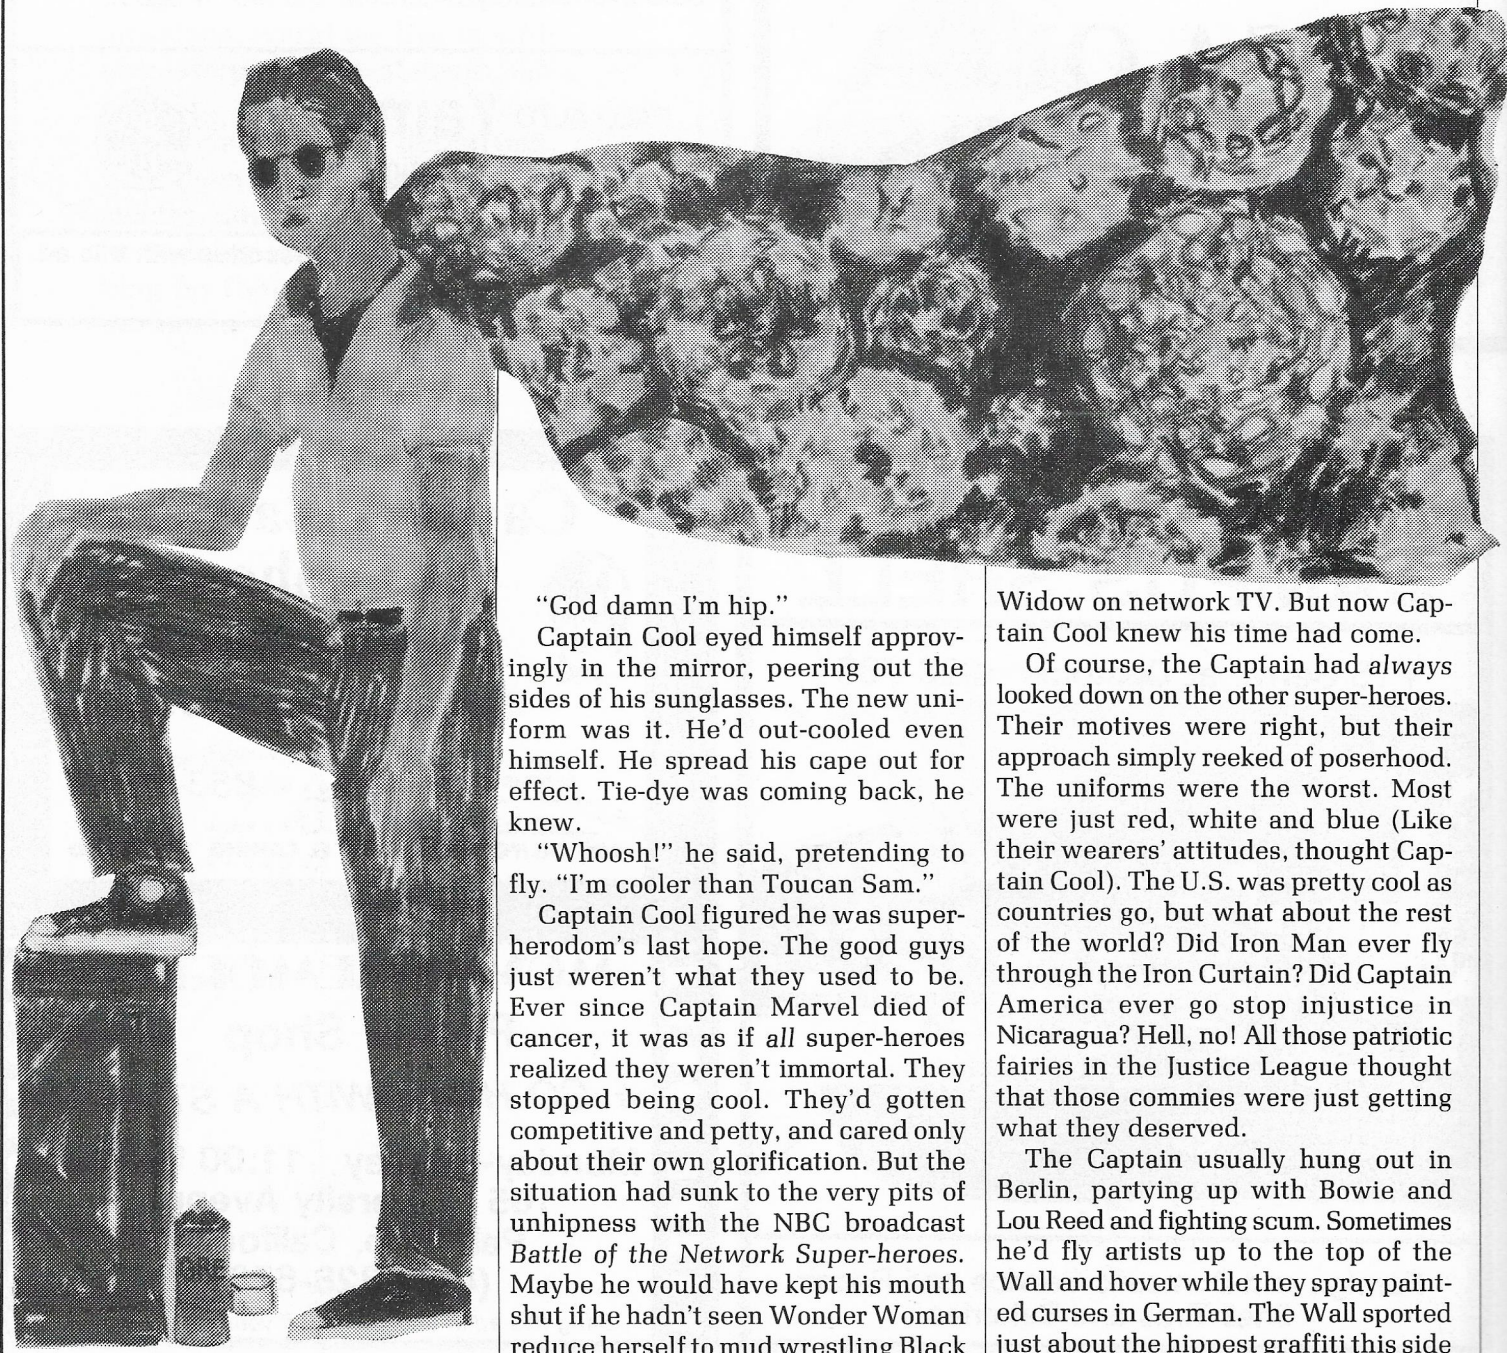 “God damn I’m hip.”
Captain Cool eyed himself approv-
ingly in the mirror, peering out the
sides of his sunglasses. The new uni-
form was it. He’d out-cooled even
himself. He spread his cape out for
effect. Tie-dye was coming back, he
knew.
“Whoosh!” he said, pretending to
fly. “I’m cooler than Toucan Sam.”
Captain Cool figured he was super-
herodom’s last hope. The good guys
just weren’t what they used to be.
Ever since Captain Marvel died of
cancer, it was as if all super-heroes
realized they weren’t immortal. They
stopped being cool. They’d gotten
competitive and petty, and cared only
about their own glorification. But the
situation had sunk to the very pits of
unhipness with the NBC broadcast
Battle of the Network Super-heroes.
Maybe he would have kept his mouth
shut if he hadn’t seen Wonder Woman
reduce herself to mud wrestling Black
Widow on network TV. But now Cap-
tain Cool knew his time had come.
Of course, the Captain had always
looked down on the other super-heroes.
Their motives were right, but their
approach simply reeked of poserhood.
The uniforms were the worst. Most
were just red, white and blue (Like
their wearers’ attitudes, thought Cap-
tain Cool). The U.S. was pretty cool as
countries go, but what about the rest
of the world? Did Iron Man ever fly
through the Iron Curtain? Did Captain
America ever go stop injustice in
Nicaragua? Hell, no! All those patriotic
fairies in the Justice League thought
that those commies were just getting
what they deserved.
The Captain usually hung out in
Berlin, partying up with Bowie and
Lou Reed and fighting scum. Sometimes
he’d fly artists up to the top of the
Wall and hover while they spray paint-
ed curses in German. The Wall sported
just about the hippest graffiti this side